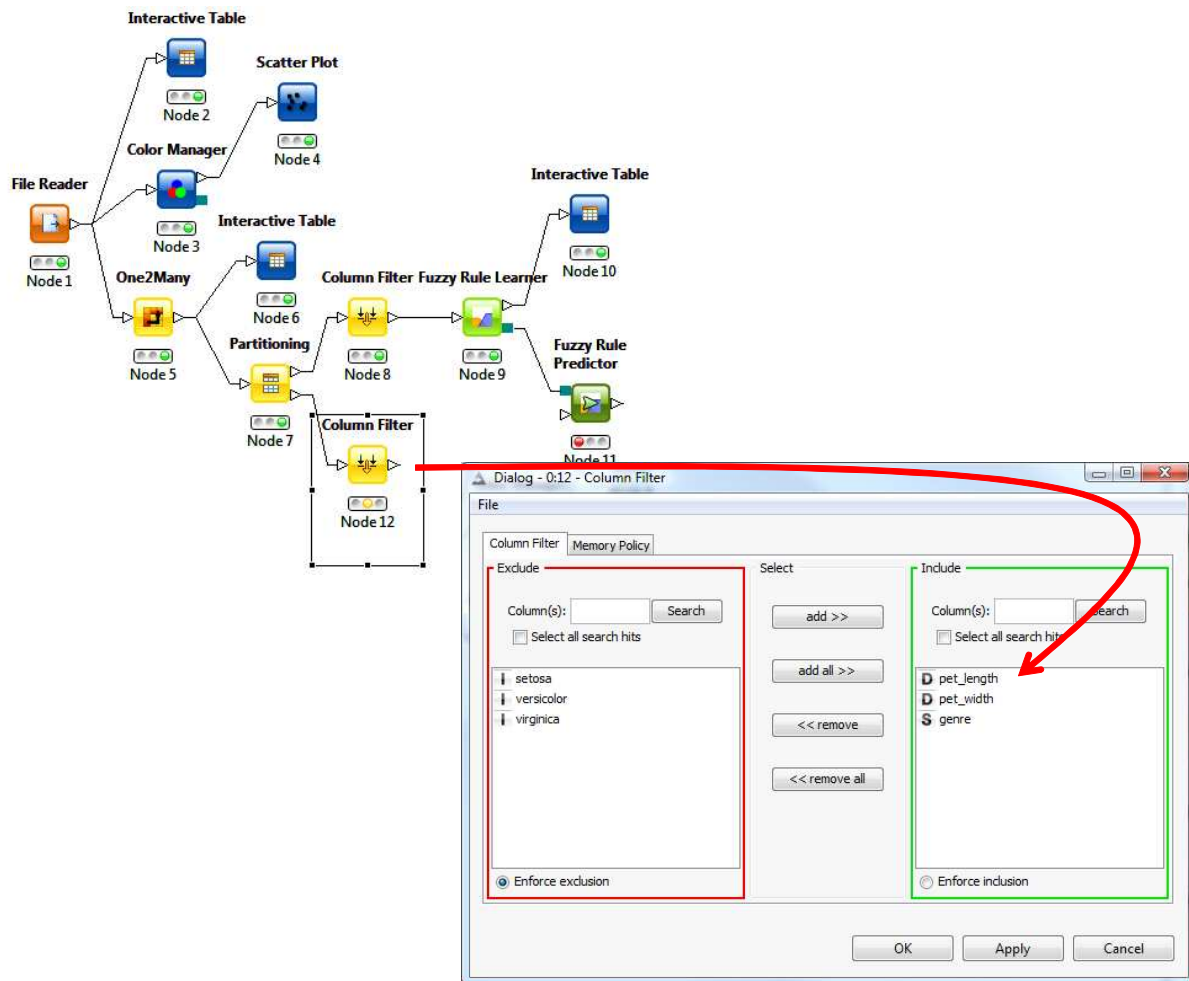 Interactive Table
Node 2
Scatter Plot
Node 4
Color Manager
Node 3
File Reader
Node 1
Interactive Table
Node 6
One2Many
Node 5
Partitioning
Node 7
Column Filter
Node 8
Fuzzy Rule Learner
Node 9
Interactive Table
Node 10
Fuzzy Rule
Predictor
Node 11
Column Filter
Node 12
Dialog - 0:12 - Column Filter
File
Column Filter
Memory Policy
Exclude
Column(s):
Search
Select all search hits
I setosa
I versicolor
I virginica
Enforce exclusion
Select
add >>
add all >>
<< remove
<< remove all
Include
Column(s):
Search
Select all search hits
D pet_length
D pet_width
S genre
Enforce inclusion
OK
Apply
Cancel